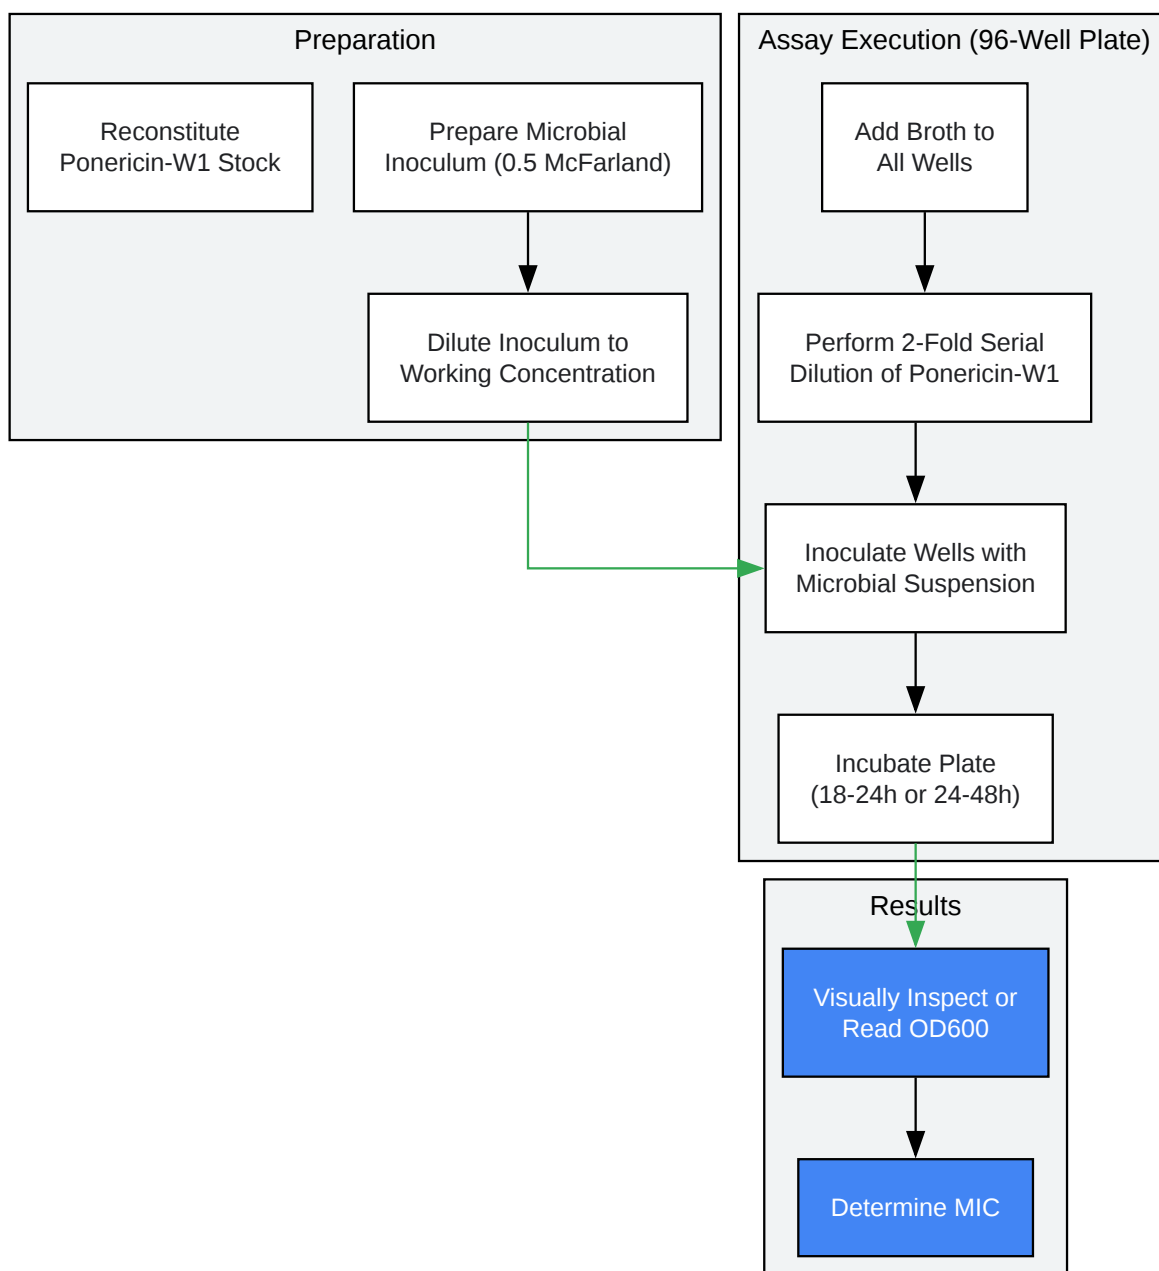 Preparation
Reconstitute
Ponericin-W1 Stock
Prepare Microbial
Inoculum (0.5 McFarland)
Dilute Inoculum to
Working Concentration
Assay Execution (96-Well Plate)
Add Broth to
All Wells
Perform 2-Fold Serial
Dilution of Ponericin-W1
Inoculate Wells with
Microbial Suspension
Incubate Plate
(18-24h or 24-48h)
Results
Visually Inspect or
Read OD600
Determine MIC